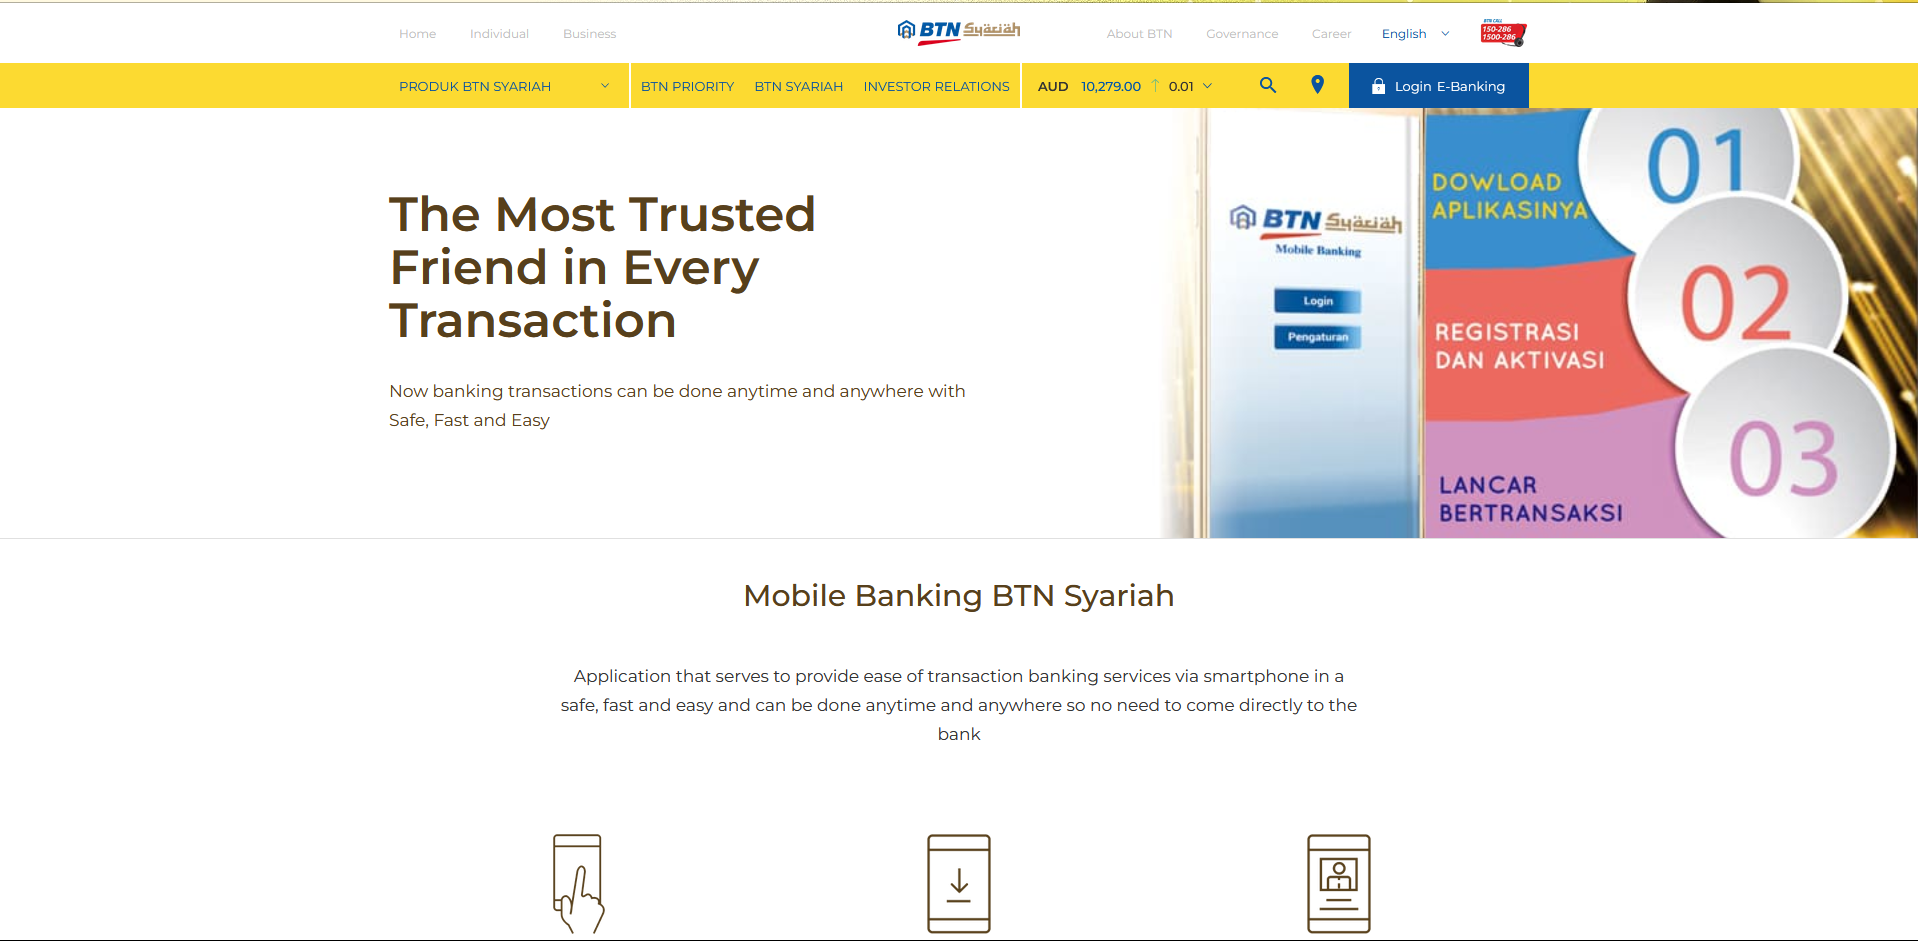 Home Individual Business
BTN Syäriäh
About BTN Governance Career English
BTN CALL
150-286
1500-286
PRODUK BTN SYARIAH
BTN PRIORITY BTN SYARIAH INVESTOR RELATIONS
AUD 10,279.00 ↑ 0.01
Login E-Banking
The Most Trusted
Friend in Every
Transaction
Now banking transactions can be done anytime and anywhere with
Safe, Fast and Easy
BTN Syäriäh
Mobile Banking
Login
Pengaturan
01
DOWLOAD
APLIKASINYA
02
REGISTRASI
DAN AKTIVASI
03
LANCAR
BERTRANSAKSI
Mobile Banking BTN Syariah
Application that serves to provide ease of transaction banking services via smartphone in a
safe, fast and easy and can be done anytime and anywhere so no need to come directly to the
bank